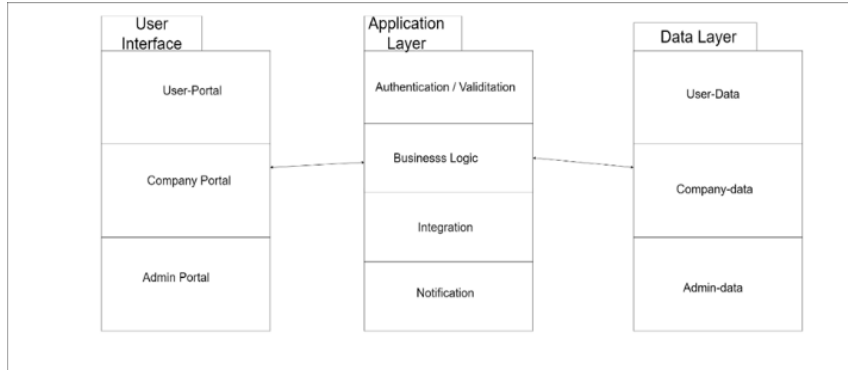 User
Interface
User-Portal
Company Portal
Admin Portal
Application
Layer
Authentication / Validitation
Businesss Logic
Integration
Notification
Data Layer
User-Data
Company-data
Admin-data